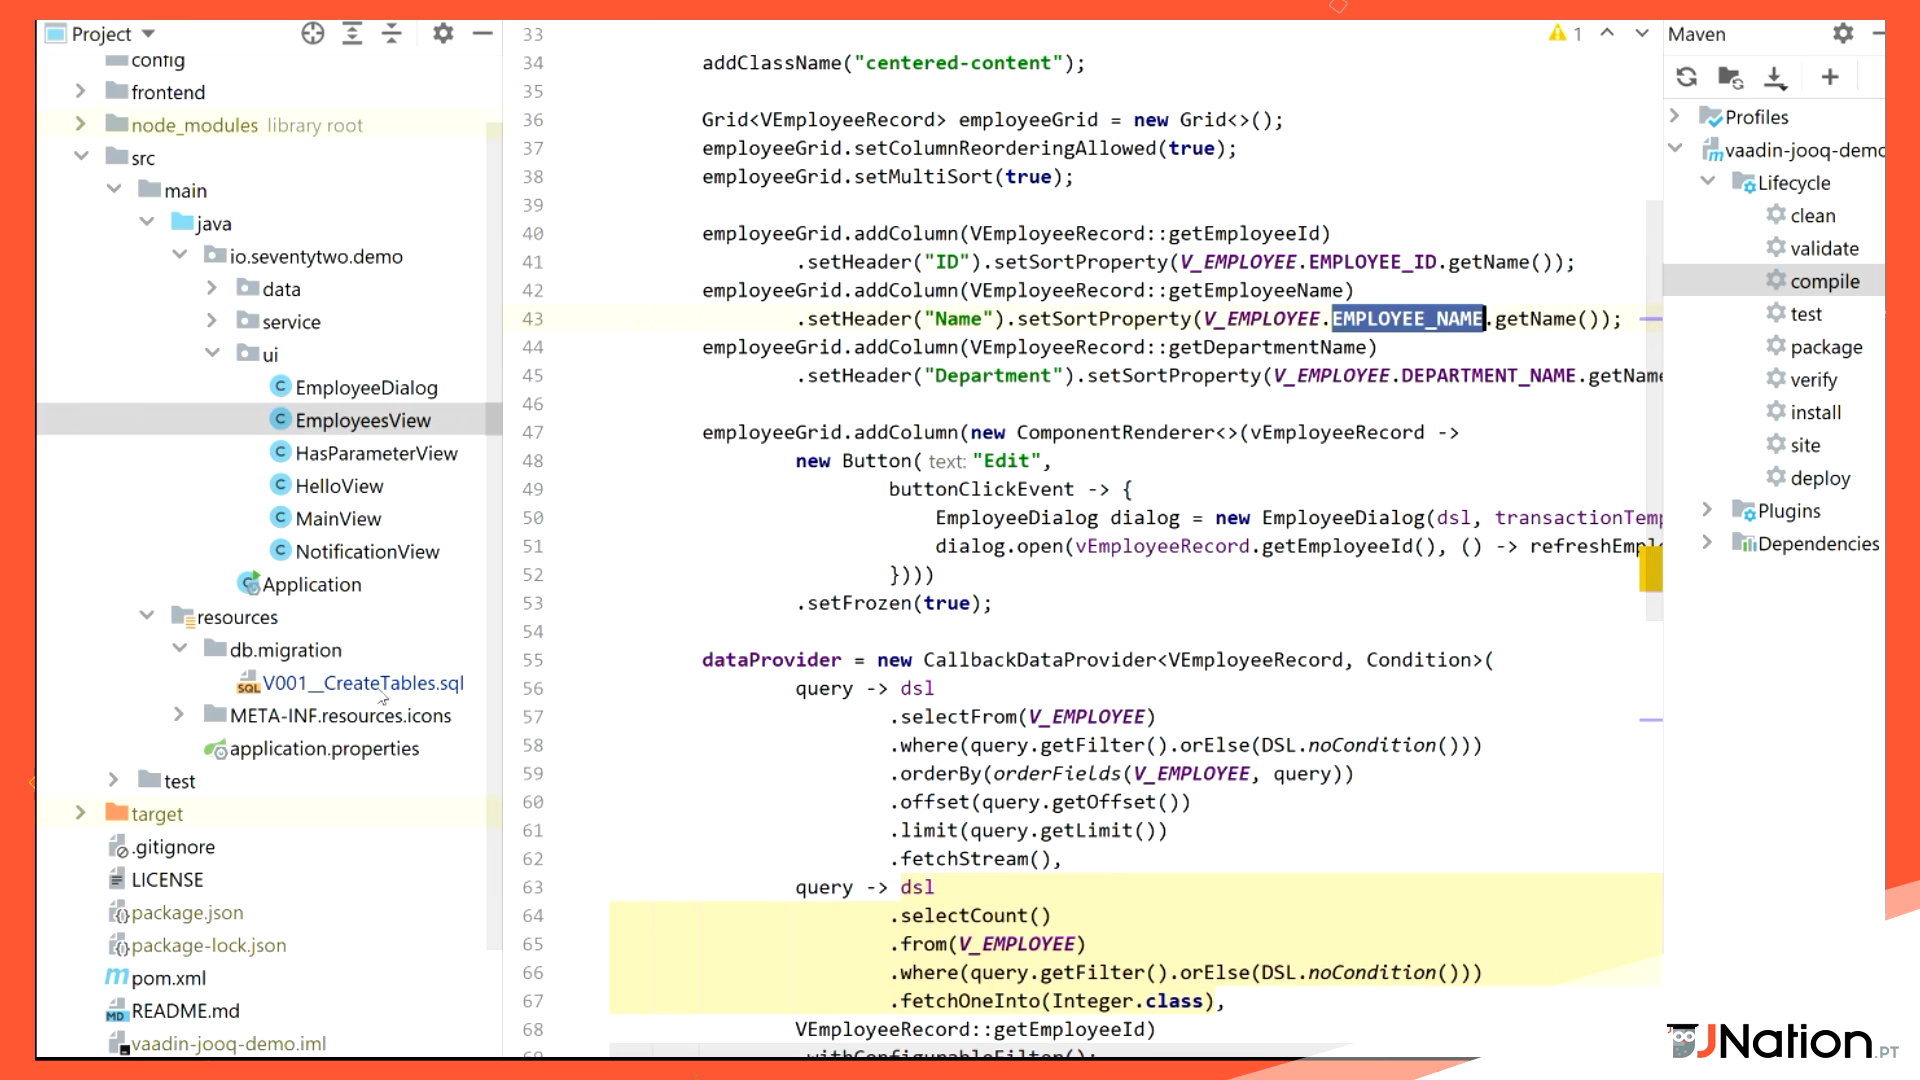 Project
config
frontend
node_modules library root
src
main
java
io.seventytwo.demo
data
service
ui
EmployeeDialog
EmployeesView
HasParameterView
HelloView
MainView
NotificationView
Application
resources
db.migration
SQL V001__CreateTables.sql
META-INF.resources.icons
application.properties
test
target
.gitignore
LICENSE
package.json
package-lock.json
pom.xml
MD README.md
vaadin-jooq-demo.iml
33
34 addClassName("centered-content");
35
36 Grid<VEmployeeRecord> employeeGrid = new Grid<>();
37 employeeGrid.setColumnReorderingAllowed(true);
38 employeeGrid.setMultiSort(true);
39
40 employeeGrid.addColumn(VEmployeeRecord::getEmployeeId)
41 .setHeader("ID").setSortProperty(V_EMPLOYEE.EMPLOYEE_ID.getName());
42 employeeGrid.addColumn(VEmployeeRecord::getEmployeeName)
43 .setHeader("Name").setSortProperty(V_EMPLOYEE.EMPLOYEE_NAME.getName());
44 employeeGrid.addColumn(VEmployeeRecord::getDepartmentName)
45 .setHeader("Department").setSortProperty(V_EMPLOYEE.DEPARTMENT_NAME.getName
46
47 employeeGrid.addColumn(new ComponentRenderer<>(vEmployeeRecord ->
48 new Button( text: "Edit",
49 buttonClickEvent -> {
50 EmployeeDialog dialog = new EmployeeDialog(dsl, transactionTemp
51 dialog.open(vEmployeeRecord.getEmployeeId(), () -> refreshEmpl
52 })))
53 .setFrozen(true);
54
55 dataProvider = new CallbackDataProvider<VEmployeeRecord, Condition>(
56 query -> dsl
57 .selectFrom(V_EMPLOYEE)
58 .where(query.getFilter().orElse(DSL.noCondition()))
59 .orderBy(orderFields(V_EMPLOYEE, query))
60 .offset(query.getOffset())
61 .limit(query.getLimit())
62 .fetchStream(),
63 query -> dsl
64 .selectCount()
65 .from(V_EMPLOYEE)
66 .where(query.getFilter().orElse(DSL.noCondition()))
67 .fetchOneInto(Integer.class),
68 VEmployeeRecord::getEmployeeId)
69 .withConfigurableFilter();
1
Maven
Profiles
vaadin-jooq-demo
Lifecycle
clean
validate
compile
test
package
verify
install
site
deploy
Plugins
Dependencies
JNation.PT